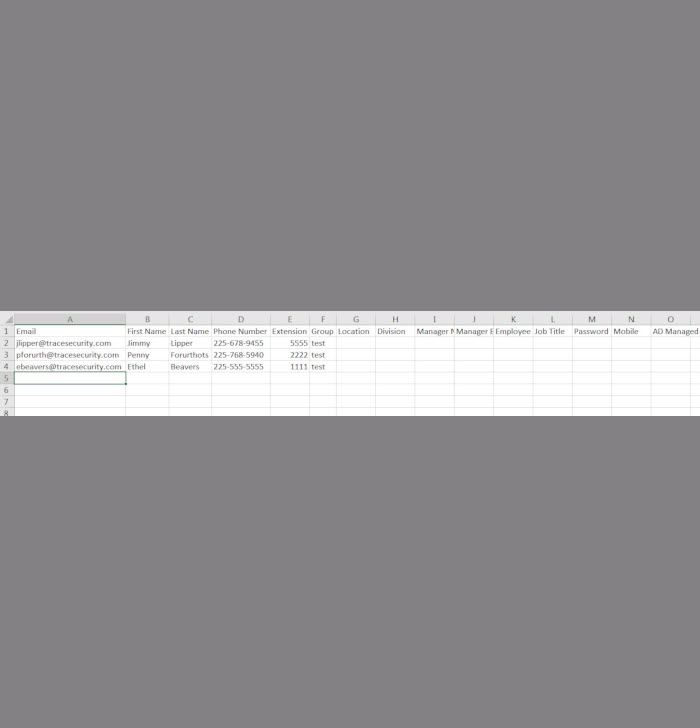 A B C D E F G H I J K L M N O
1 Email First Name Last Name Phone Number Extension Group Location Division Manager N Manager E Employee Job Title Password Mobile AD Managed
2 jlipper@tracesecurity.com Jimmy Lipper 225-678-9455 5555 test
3 pforurth@tracesecurity.com Penny Forurthots 225-768-5940 2222 test
4 ebeavers@tracesecurity.com Ethel Beavers 225-555-5555 1111 test
5
6
7
8